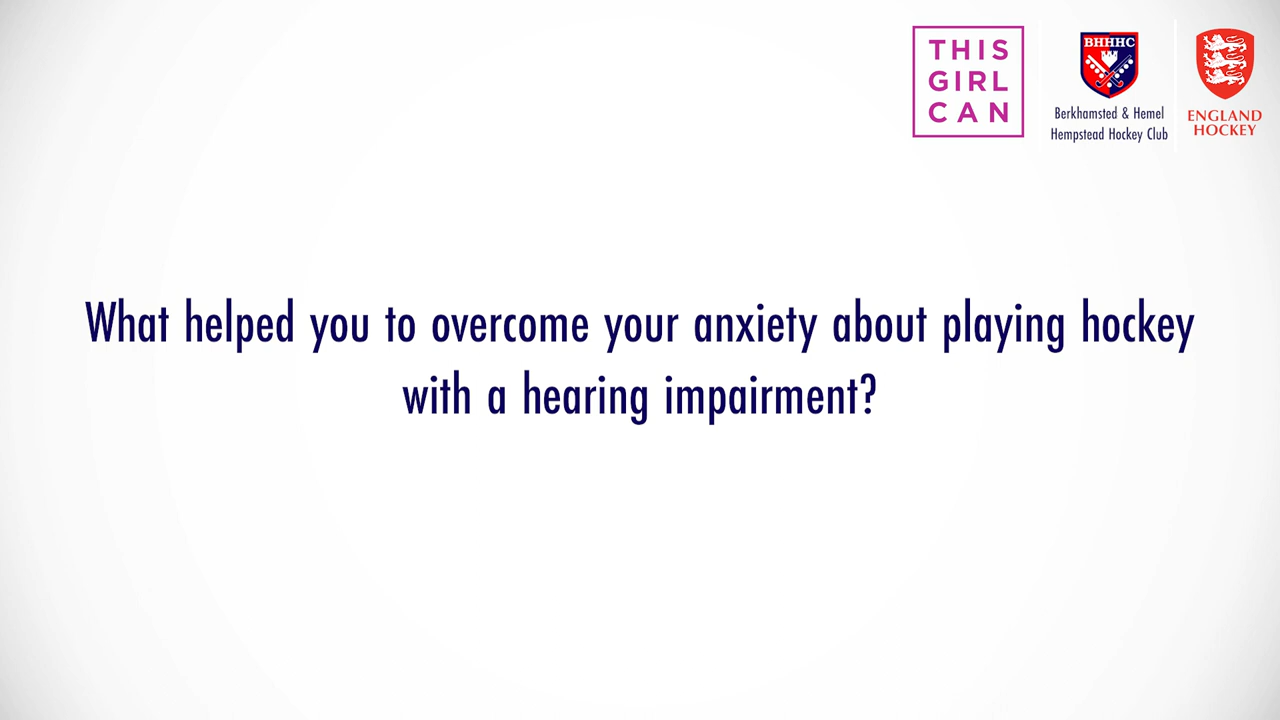 THIS
GIRL
CAN
BHHHC
Berkhamsted & Hemel
Hempstead Hockey Club
ENGLAND
HOCKEY
What helped you to overcome your anxiety about playing hockey
with a hearing impairment?